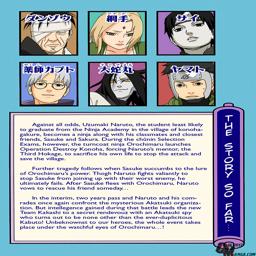 ダンゾウ
綱手
サイ
薬師カブト
大蛇丸
ヤマト
THE STORY SO FAR...
Against all odds, Uzumaki Naruto, the student least likely
to graduate from the Ninja Academy in the village of konoha-
gakure, becomes a ninja along with his classmates and closest
friends, Sasuke and Sakura. During the chūnin Selection
Exams, however, the turncoat ninja Orochimaru launches
Operation Destroy Konoha, forcing Naruto's mentor, the
Third Hokage, to sacrifice his own life to stop the attack and
save the village.
Further tragedy follows when Sasuke succumbs to the lure
of Orochimaru's power. Though Naruto fights valiantly to
stop Sasuke from joining up with their worst enemy, he
ultimately fails. After Sasuke flees with Orochimaru, Naruto
vows to rescue his friend someday...
In the interim, two years pass and Naruto and his com-
rades once again confront the mysterious Akatsuki organiza-
tion. But intelligence gained during that battle leads the new
Team Kakashi to a secret rendezvous with an Akatsuki spy
who turns out to be none other than the ever-duplicitous
Kabuto! Unbeknownst to our heroes, the whole event takes
place under the watchful eyes of Orochimaru...!